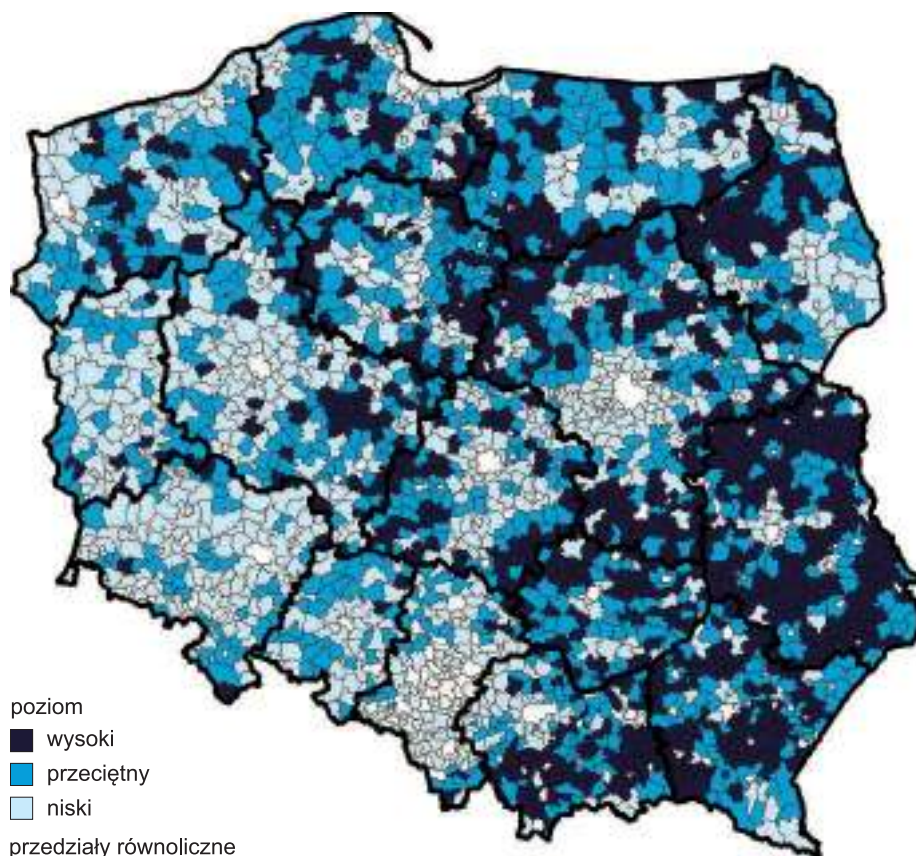 poziom
wysoki
przeciętny
niski
przedziały równoliczne